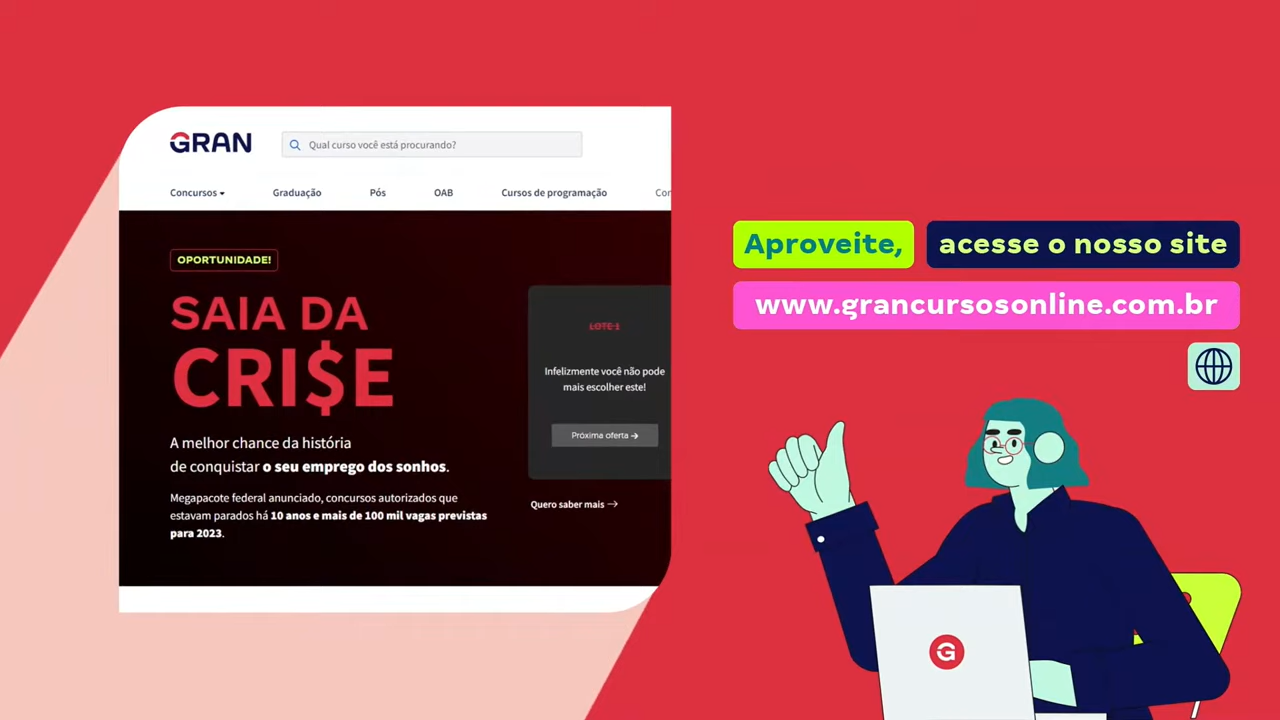 GRAN
Qual curso você está procurando?
Concursos
Graduação
Pós
OAB
Cursos de programação
OPORTUNIDADE!
SAIA DA
CRI$E
A melhor chance da história
de conquistar o seu emprego dos sonhos.
Megapacote federal anunciado, concursos autorizados que
estavam parados há 10 anos e mais de 100 mil vagas previstas
para 2023.
LOTE 1
Infelizmente você não pode
mais escolher este!
Próxima oferta →
Quero saber mais →
Aproveite, acesse o nosso site
www.grancursosonline.com.br
G